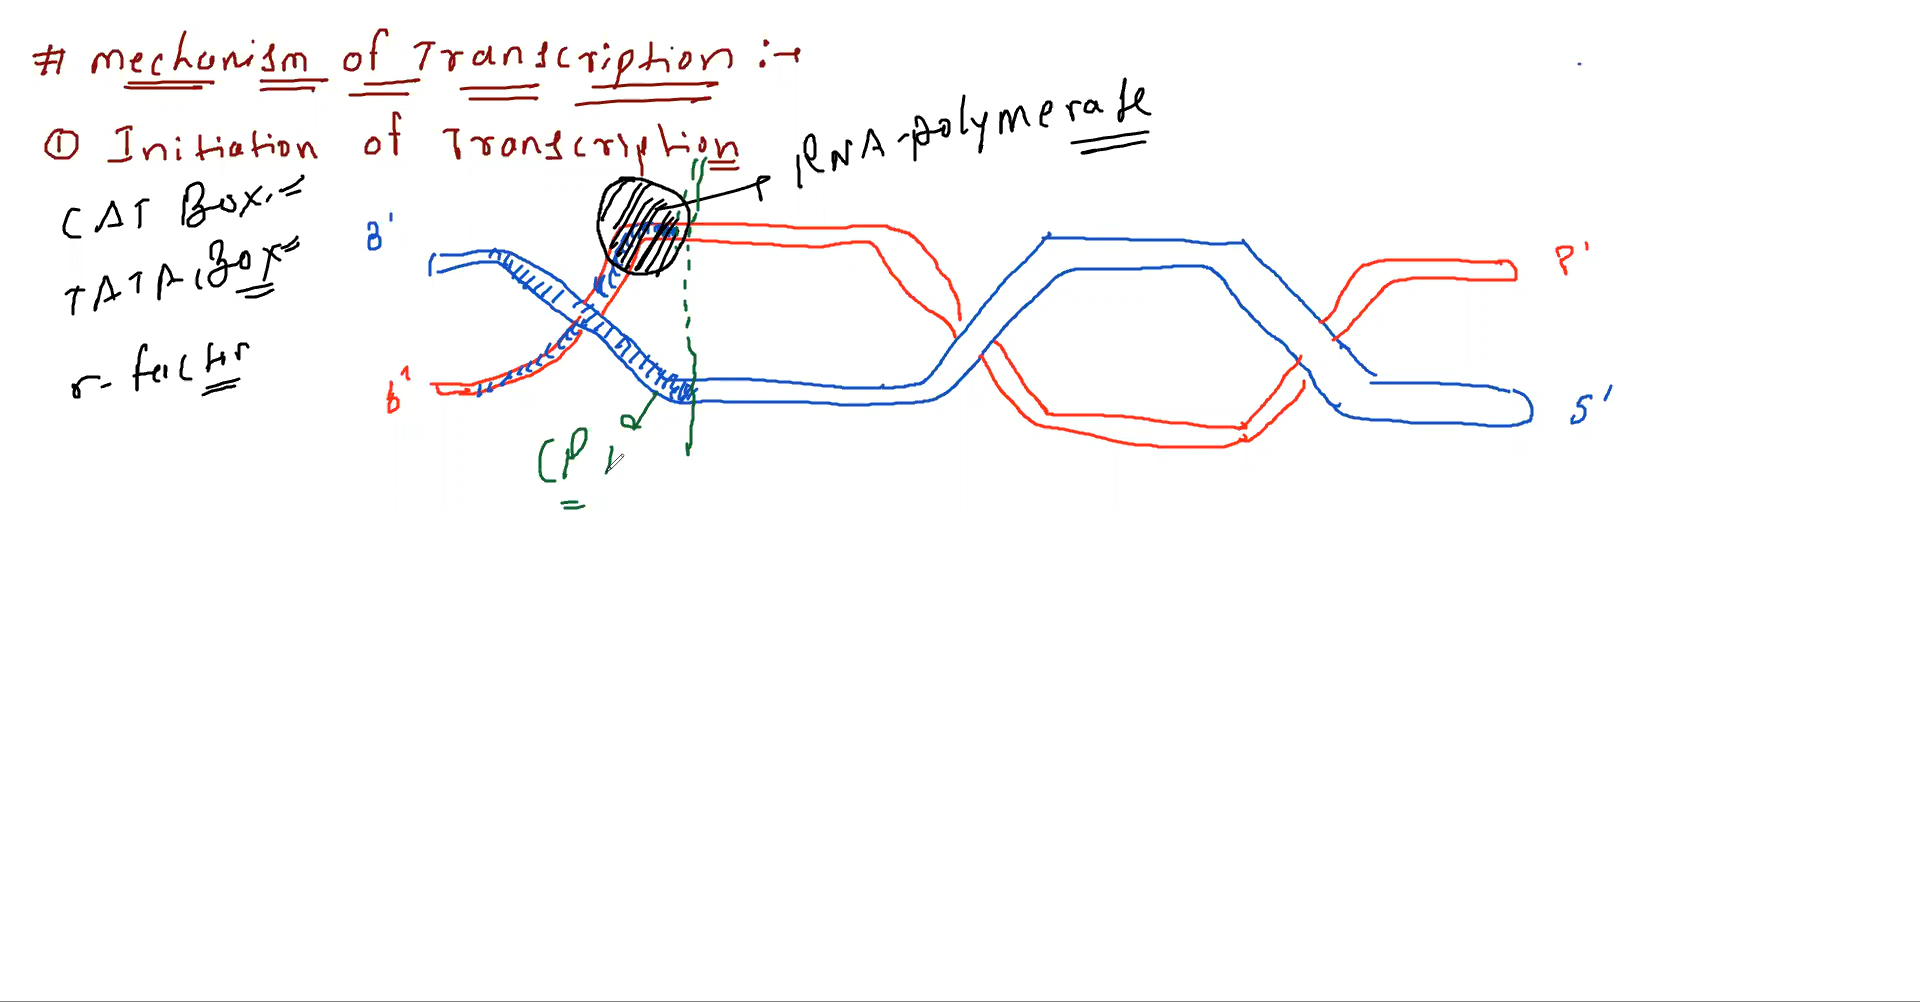 # mechanism of Transcription :→
① Initiation of Transcription
RNA-polymerase
CAT Box
TATA Box
r-factor
3'
5'
CP
3'
5'